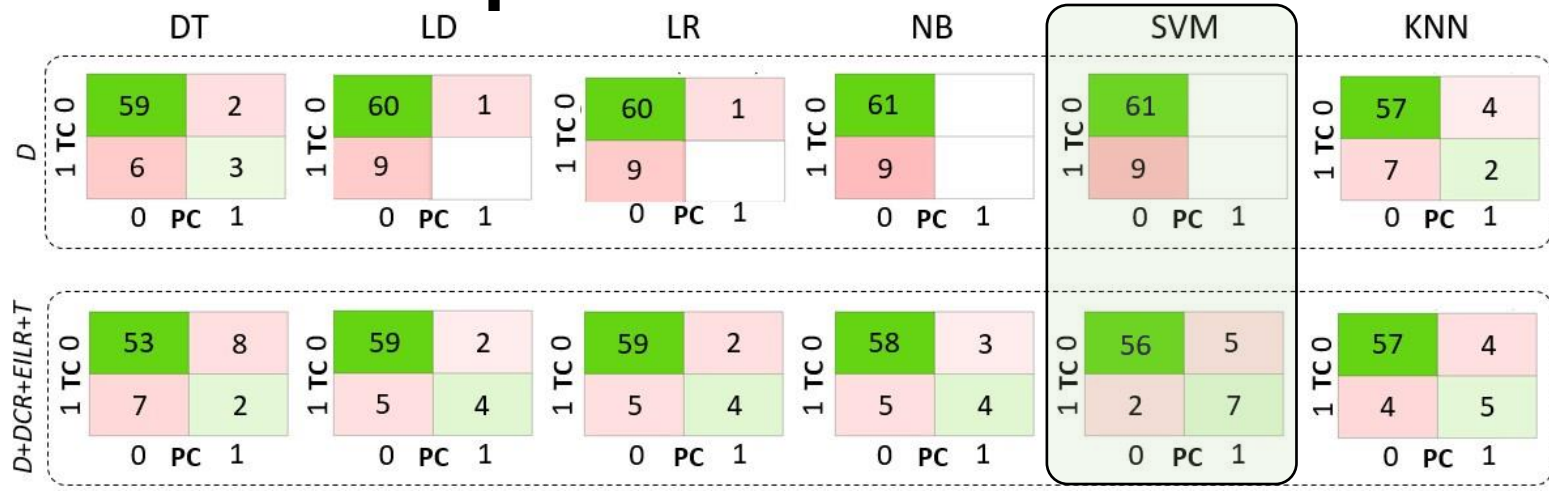 DT LD LR NB SVM KNN
D
TC 0 59 2 TC 0 60 1 TC 0 60 1 TC 0 61 TC 0 61 TC 0 57 4
1 6 3 1 9 1 9 1 9 1 9 1 7 2
0 PC 1 0 PC 1 0 PC 1 0 PC 1 0 PC 1 0 PC 1
D+DCR+EILR+T
TC 0 53 8 TC 0 59 2 TC 0 59 2 TC 0 58 3 TC 0 56 5 TC 0 57 4
1 7 2 1 5 4 1 5 4 1 5 4 1 2 7 1 4 5
0 PC 1 0 PC 1 0 PC 1 0 PC 1 0 PC 1 0 PC 1